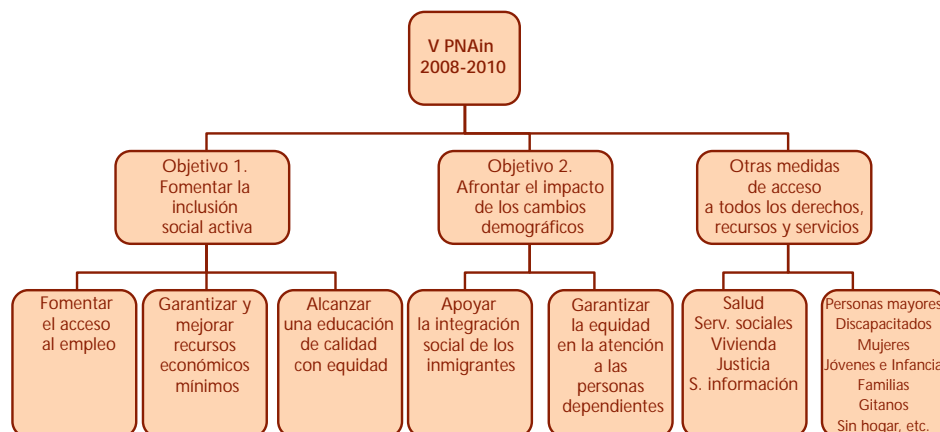 V PNAin
2008-2010
Objetivo 1.
Fomentar la
inclusión
social activa
Objetivo 2.
Afrontar el impacto
de los cambios
demográficos
Otras medidas
de acceso
a todos los derechos,
recursos y servicios
Fomentar
el acceso
al empleo
Garantizar y
mejorar
recursos
económicos
mínimos
Alcanzar
una educación
de calidad
con equidad
Apoyar
la integración
social de los
inmigrantes
Garantizar
la equidad
en la atención
a las
personas
dependientes
Salud
Serv. sociales
Vivienda
Justicia
S. información
Personas mayores
Discapacitados
Mujeres
Jóvenes e Infancia
Familias
Gitanos
Sin hogar, etc.